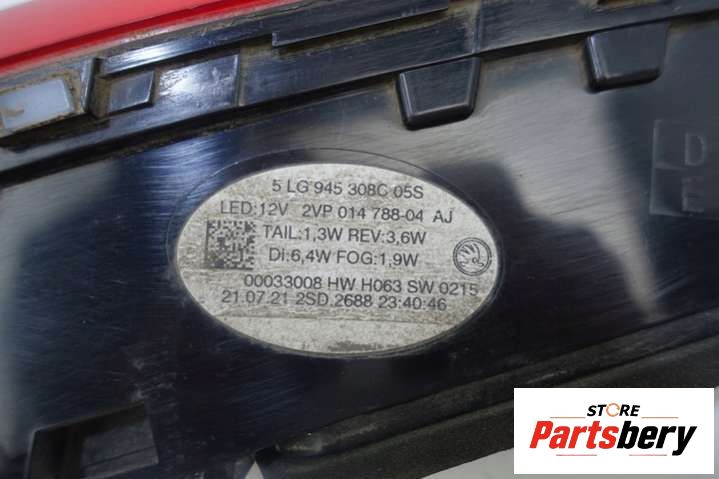 5 LG 945 308C 05S
LED:12V 2VP 014 788-04 AJ
TAIL:1,3W REV:3,6W
DI:6,4W FOG:1,9W
00033008 HW H063 SW 0215
21.07.21 2SD.2688 23:40:46
D
E
STORE
Partsbery